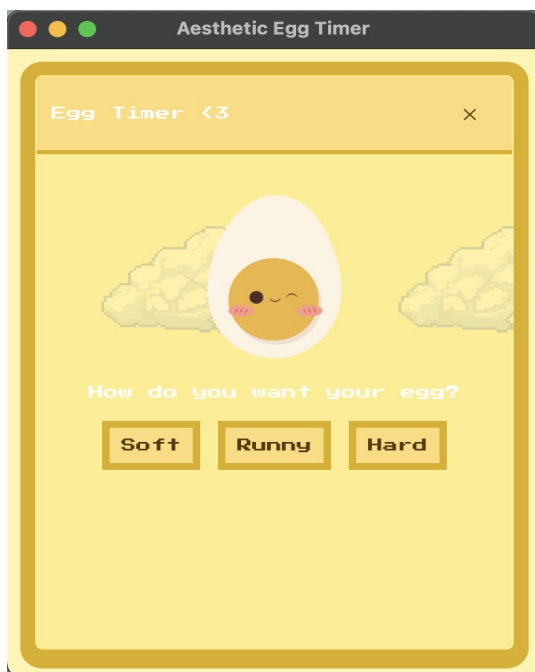 Aesthetic Egg Timer
Egg Timer <3 ×
How do you want your egg?
Soft Runny Hard